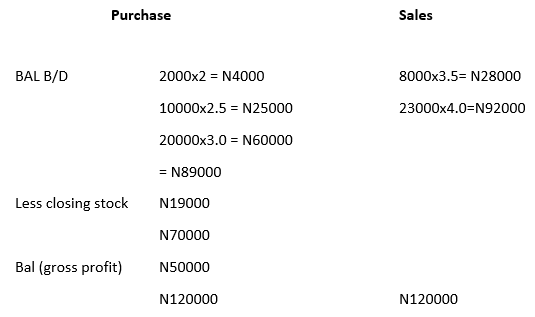 Purchase Sales
BAL B/D 2000x2 = N4000 8000x3.5= N28000
10000x2.5 = N25000 23000x4.0=N92000
20000x3.0 = N60000
= N89000
Less closing stock N19000
N70000
Bal (gross profit) N50000
N120000 N120000